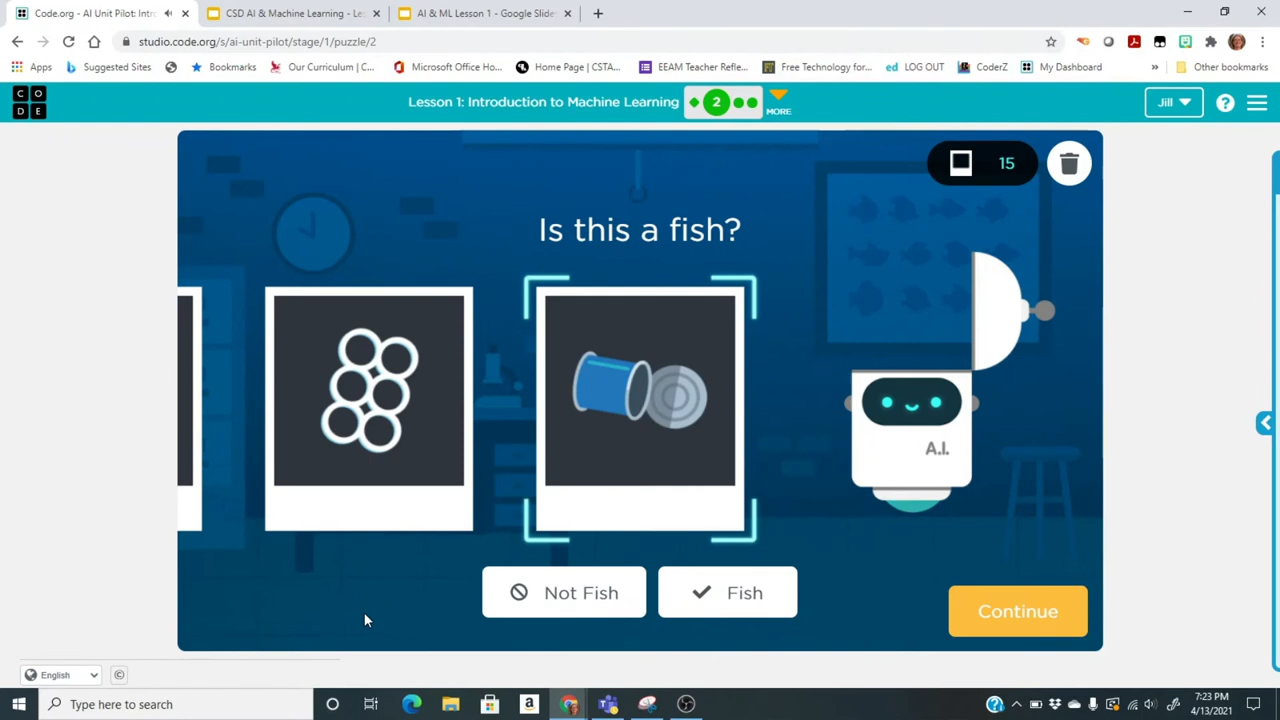 Code.org - AI Unit Pilot: Intro
CSD AI & Machine Learning - Les
AI & ML Lesson 1 - Google Slides
studio.code.org/s/ai-unit-pilot/stage/1/puzzle/2
Apps Suggested Sites Bookmarks Our Curriculum | C... Microsoft Office Ho... Home Page | CSTA... EEAM Teacher Refle... Free Technology for... ed LOG OUT CoderZ My Dashboard » Other bookmarks
C O D E
Lesson 1: Introduction to Machine Learning
2
MORE
Jill
?
15
Is this a fish?
A.I.
Not Fish
Fish
Continue
English
©
Type here to search
a
7:23 PM
4/13/2021